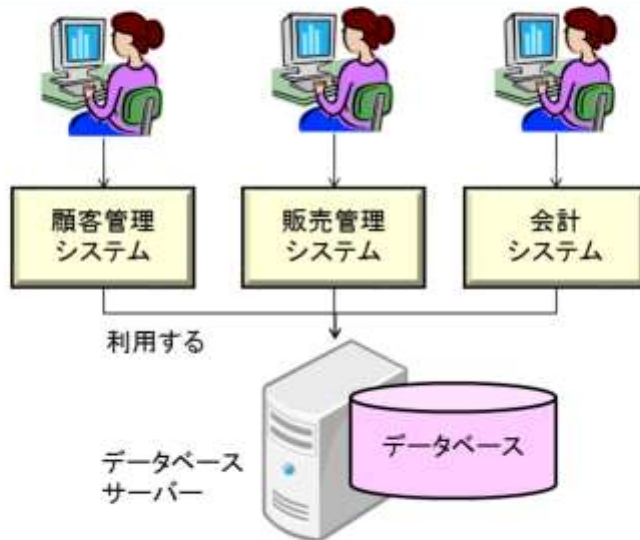 顧客管理
システム
販売管理
システム
会計
システム
利用する
データベース
データベース
サーバー